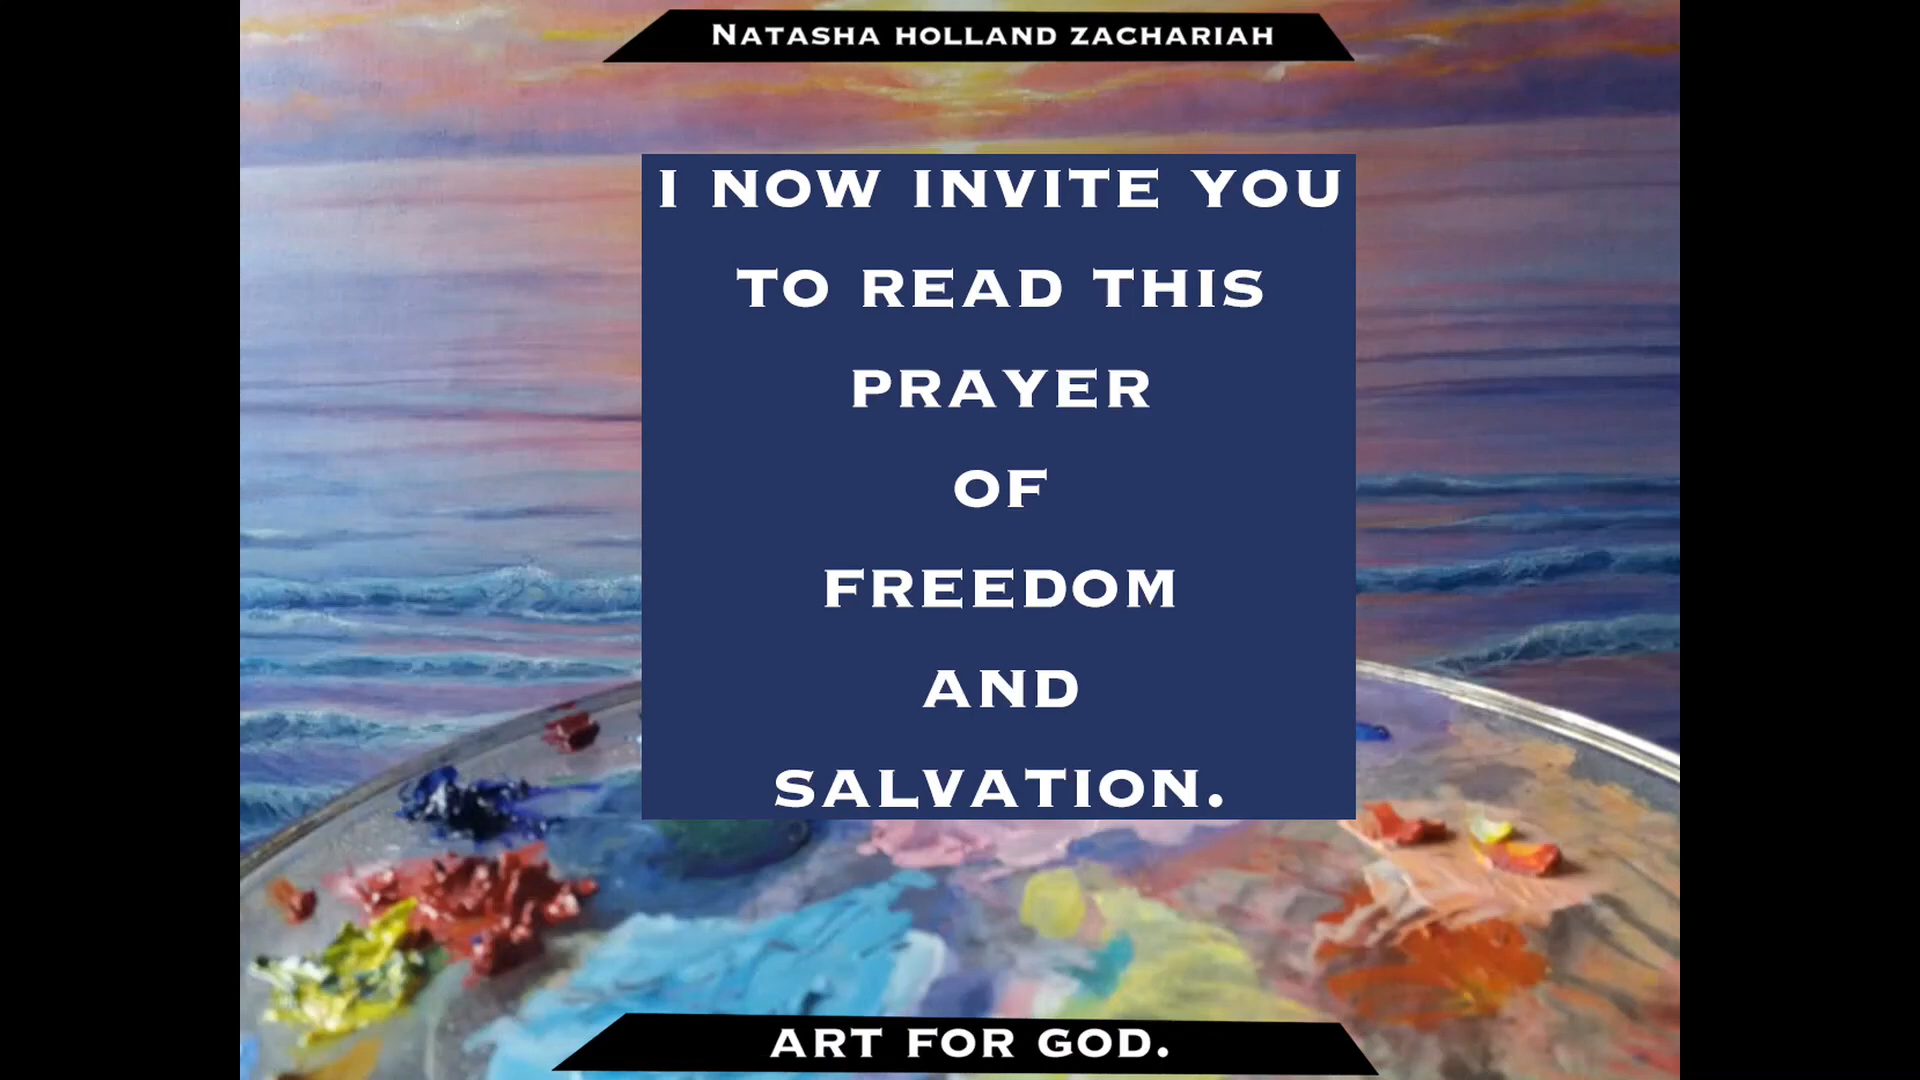 NATASHA HOLLAND ZACHARIAH
I NOW INVITE YOU
TO READ THIS
PRAYER
OF
FREEDOM
AND
SALVATION.
ART FOR GOD.